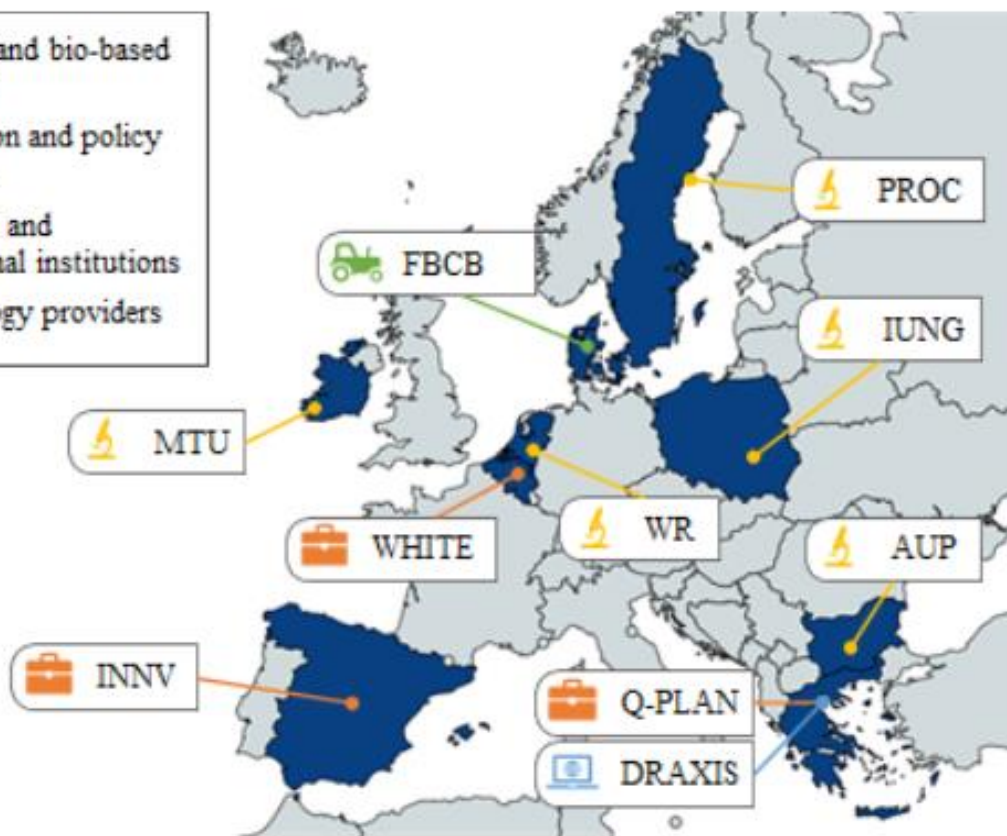 and bio-based
on and policy
and
nal institutions
gy providers
PROC
FBCB
IUNG
MTU
WHITE
WR
AUP
INNV
Q-PLAN
DRAXIS